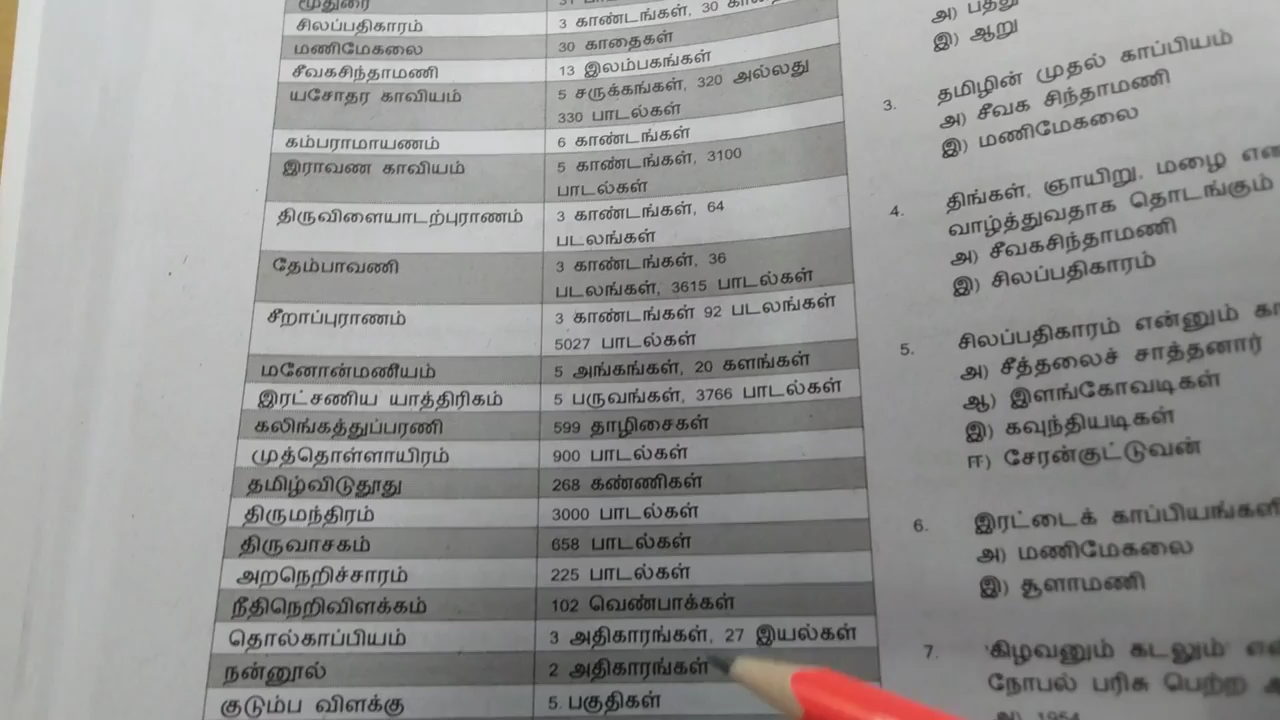 மூதுரை
சிலப்பதிகாரம் 3 காண்டங்கள், 30
மணிமேகலை 30 காதைகள்
சீவகசிந்தாமணி 13 இலம்பகங்கள்
யசோதர காவியம் 5 சருக்கங்கள், 320 அல்லது
330 பாடல்கள்
கம்பராமாயணம் 6 காண்டங்கள்
இராவண காவியம் 5 காண்டங்கள், 3100
பாடல்கள்
திருவிளையாடற்புராணம் 3 காண்டங்கள், 64
படலங்கள்
தேம்பாவணி 3 காண்டங்கள், 36
படலங்கள், 3615 பாடல்கள்
சீறாப்புராணம் 3 காண்டங்கள் 92 படலங்கள்
5027 பாடல்கள்
மனோன்மணீயம் 5 அங்கங்கள், 20 களங்கள்
இரட்சணிய யாத்திரிகம் 5 பருவங்கள், 3766 பாடல்கள்
கலிங்கத்துப்பரணி 599 தாழிசைகள்
முத்தொள்ளாயிரம் 900 பாடல்கள்
தமிழ்விடுதூது 268 கண்ணிகள்
திருமந்திரம் 3000 பாடல்கள்
திருவாசகம் 658 பாடல்கள்
அறநெறிச்சாரம் 225 பாடல்கள்
நீதிநெறிவிளக்கம் 102 வெண்பாக்கள்
தொல்காப்பியம் 3 அதிகாரங்கள், 27 இயல்கள்
நன்னூல் 2 அதிகாரங்கள்
குடும்ப விளக்கு 5 பகுதிகள்
அ) பத்து
இ) ஆறு
3. தமிழின் முதல் காப்பியம்
அ) சீவக சிந்தாமணி
இ) மணிமேகலை
4. திங்கள், ஞாயிறு, மழை
வாழ்த்துவதாக தொடங்கும்
அ) சீவகசிந்தாமணி
இ) சிலப்பதிகாரம்
5. சிலப்பதிகாரம் என்னும்
அ) சீத்தலைச் சாத்தனார்
ஆ) இளங்கோவடிகள்
இ) கவுந்தியடிகள்
ஈ) சேரன்குட்டுவன்
6. இரட்டைக்
அ) மணிமேகலை
இ) சூளாமணி
7. 'கிழவனும் கடலும்'
நோபல் பரிசு பெற்ற
அ) 1954